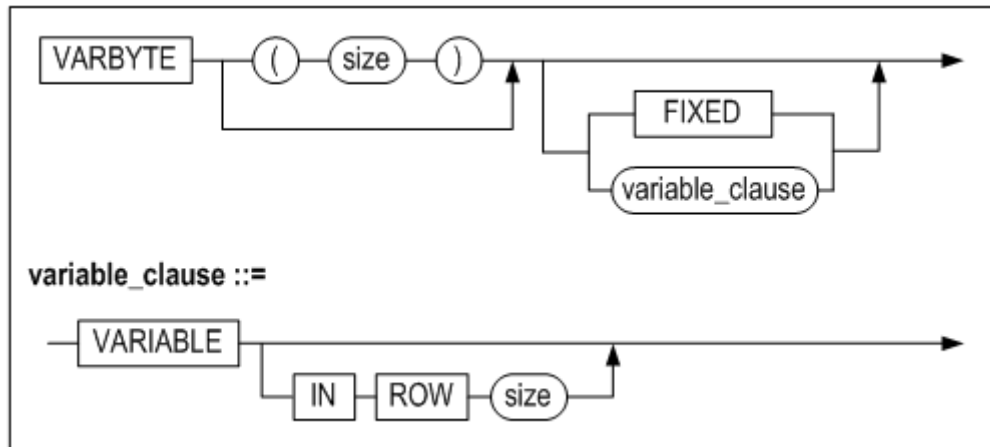 VARBYTE ( size )
FIXED
variable_clause
variable_clause ::=
VARIABLE
IN ROW size